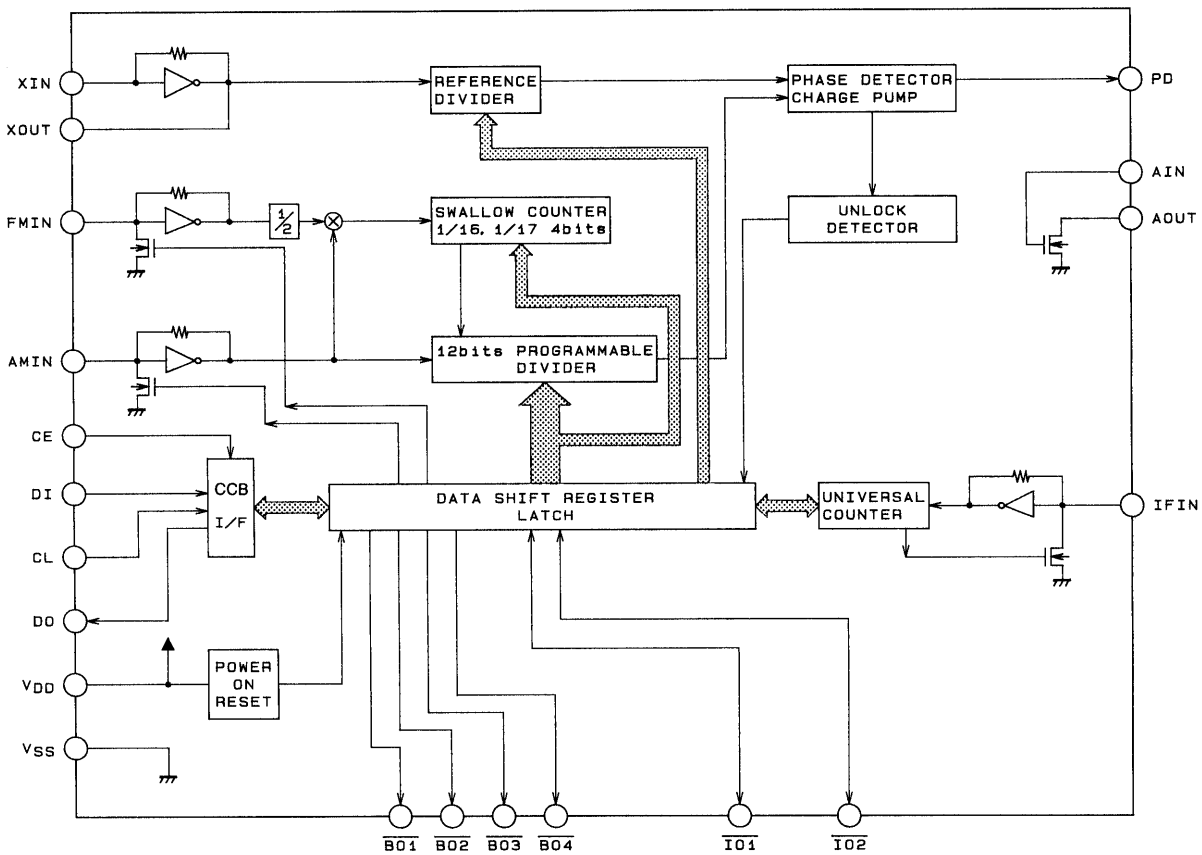 XIN
XOUT
REFERENCE
DIVIDER
PHASE DETECTOR
CHARGE PUMP
PD
AIN
AOUT
FMIN
1/2
SWALLOW COUNTER
1/16, 1/17 4bits
UNLOCK
DETECTOR
AMIN
12bits PROGRAMMABLE
DIVIDER
CE
DI
CL
DO
CCB
I/F
DATA SHIFT REGISTER
LATCH
UNIVERSAL
COUNTER
IFIN
VDD
POWER
ON
RESET
VSS
BO1
BO2
BO3
BO4
IO1
IO2